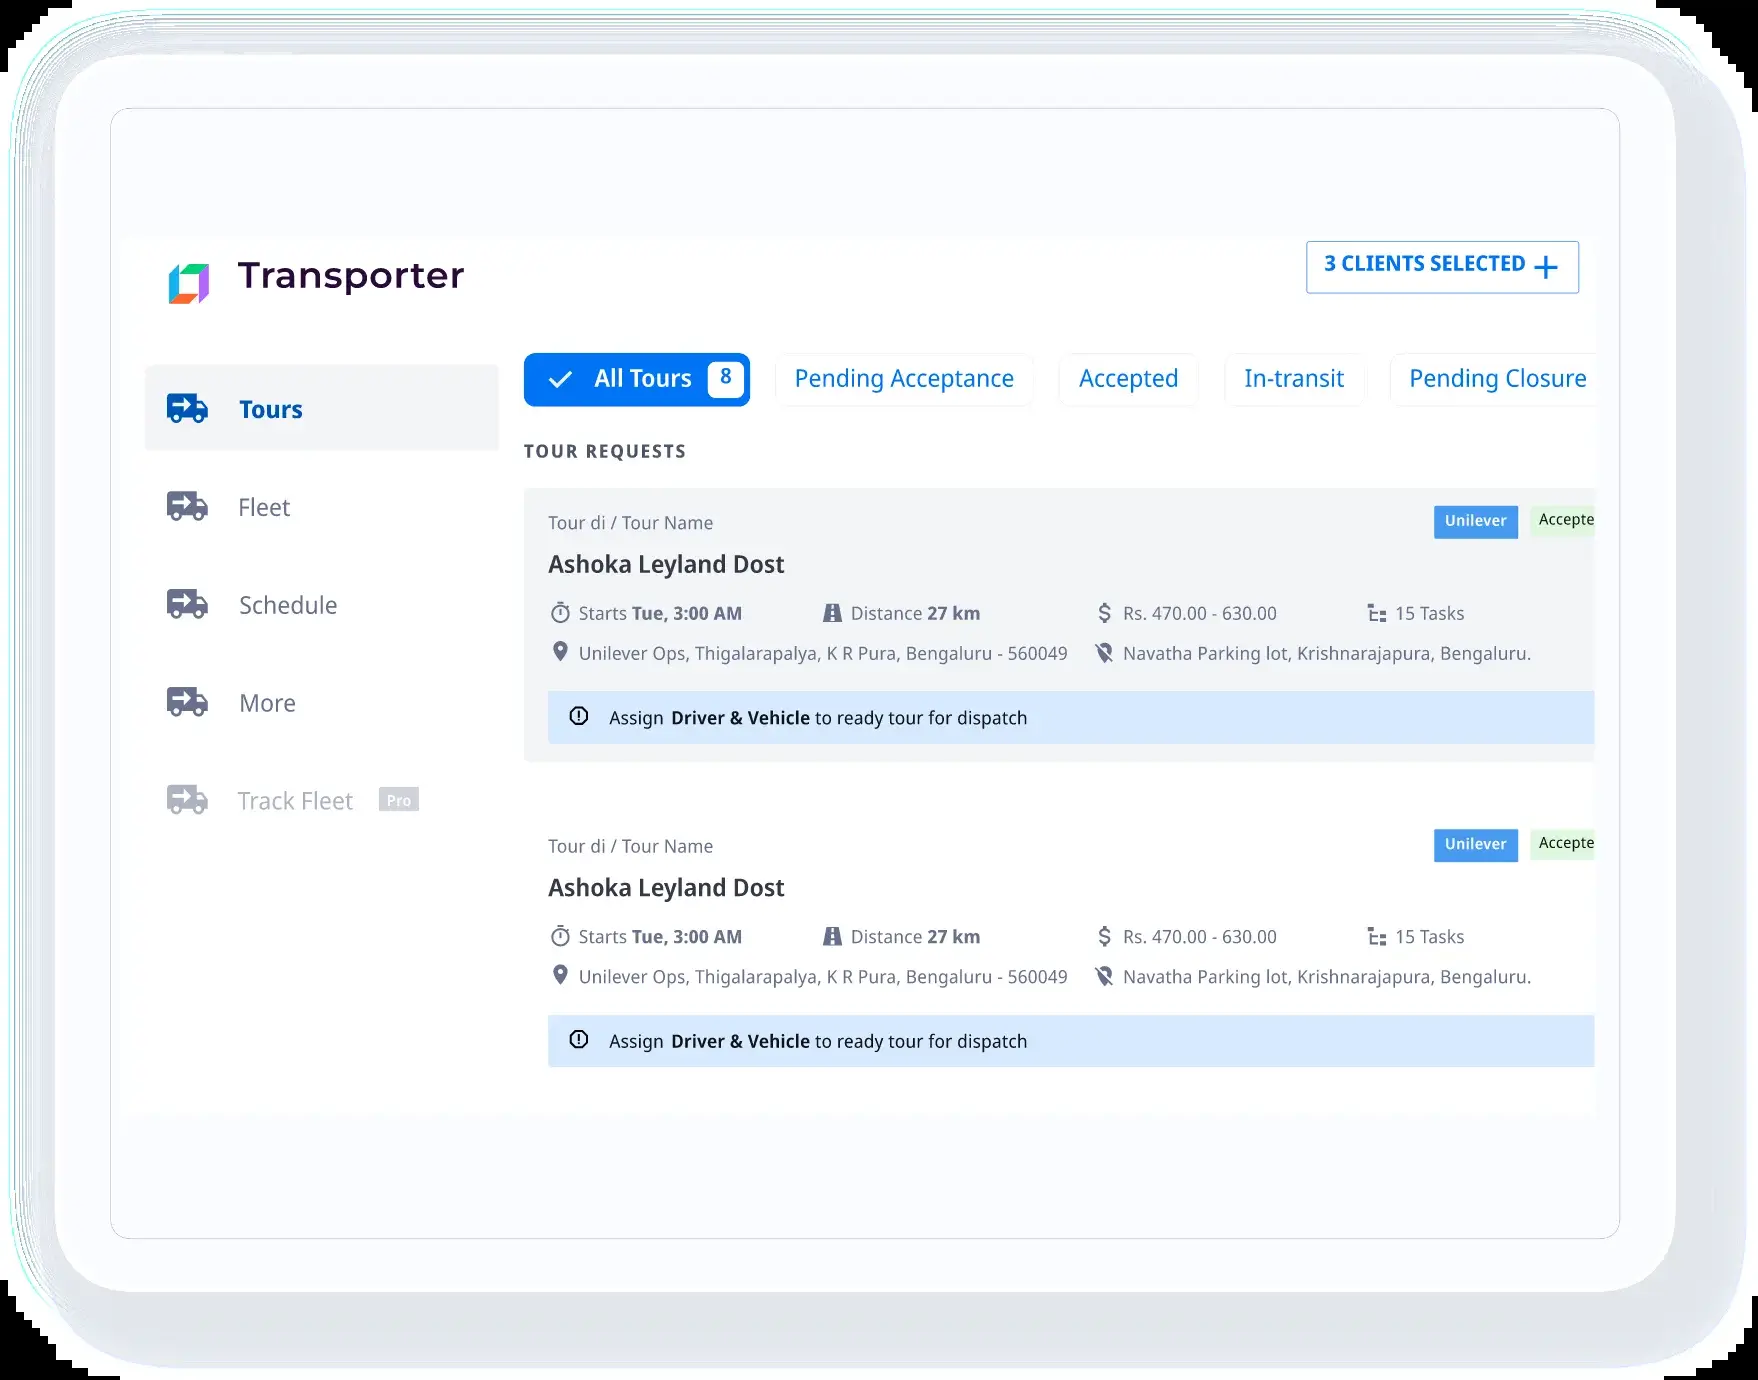 Transporter
3 CLIENTS SELECTED
Tours
Fleet
Schedule
More
Track Fleet Pro
All Tours 8 Pending Acceptance Accepted In-transit Pending Closure
TOUR REQUESTS
Tour di / Tour Name Unilever Accepte
Ashoka Leyland Dost
Starts Tue, 3:00 AM Distance 27 km $ Rs. 470.00 - 630.00 15 Tasks
Unilever Ops, Thigalarapalya, K R Pura, Bengaluru - 560049 Navatha Parking lot, Krishnarajapura, Bengaluru.
Assign Driver & Vehicle to ready tour for dispatch
Tour di / Tour Name Unilever Accepte
Ashoka Leyland Dost
Starts Tue, 3:00 AM Distance 27 km $ Rs. 470.00 - 630.00 15 Tasks
Unilever Ops, Thigalarapalya, K R Pura, Bengaluru - 560049 Navatha Parking lot, Krishnarajapura, Bengaluru.
Assign Driver & Vehicle to ready tour for dispatch